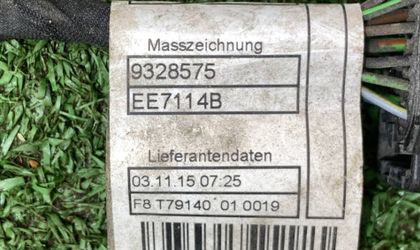 Masszeichnung
9328575
EE7114B
Lieferantendaten
03.11.15 07:25
F8 T79140 01 0019